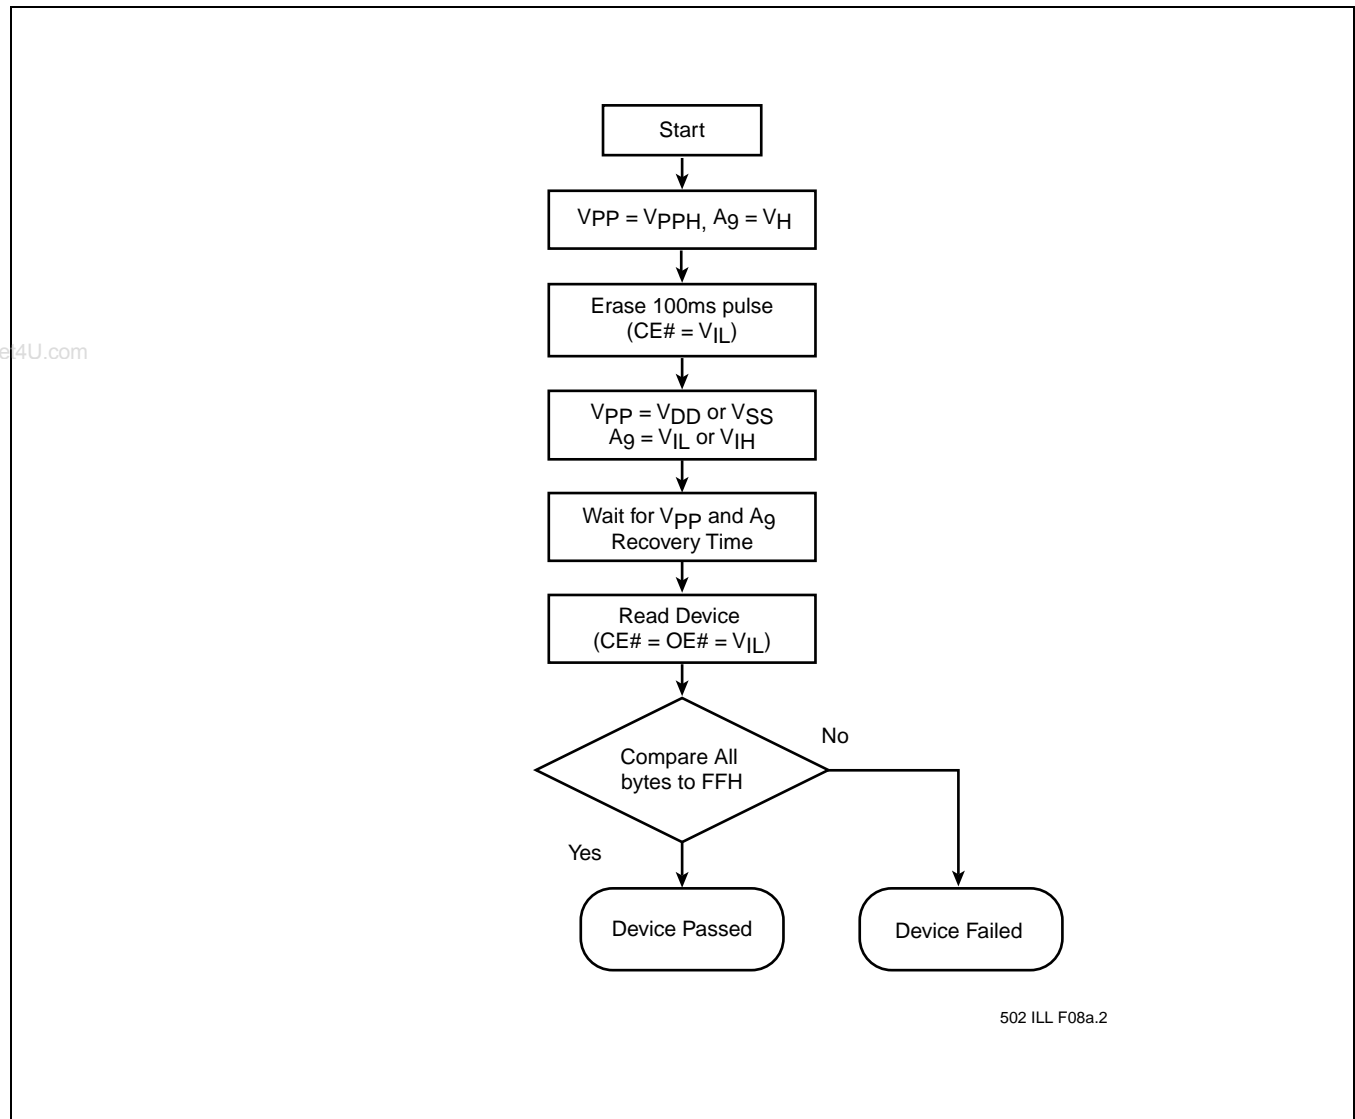 Start
VPP = VPPH, A9 = VH
Erase 100ms pulse
(CE# = VIL)
et4U.com
VPP = VDD or VSS
A9 = VIL or VIH
Wait for VPP and A9
Recovery Time
Read Device
(CE# = OE# = VIL)
No
Compare All
bytes to FFH
Yes
Device Passed
Device Failed
502 ILL F08a.2